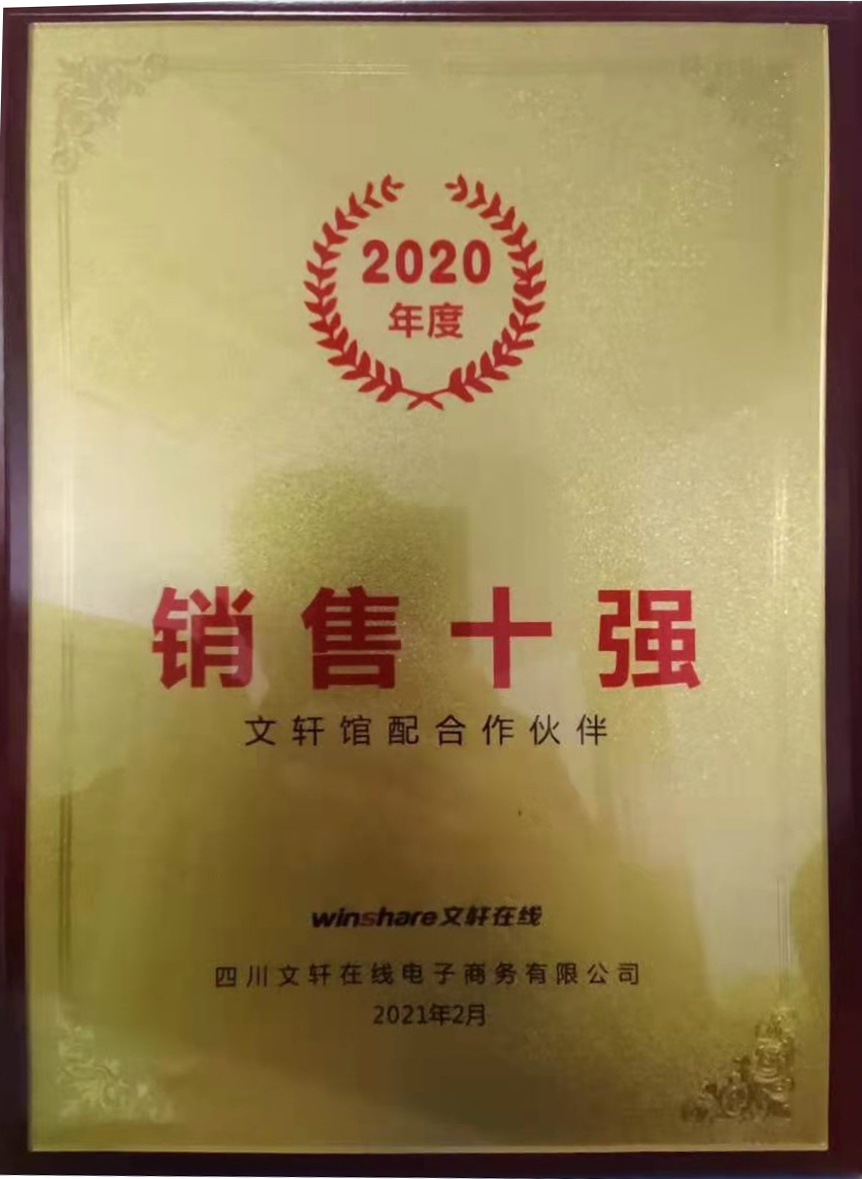 2020
年度
销售十强
文轩馆配合作伙伴
winshare文轩在线
四川文轩在线电子商务有限公司
2021年2月